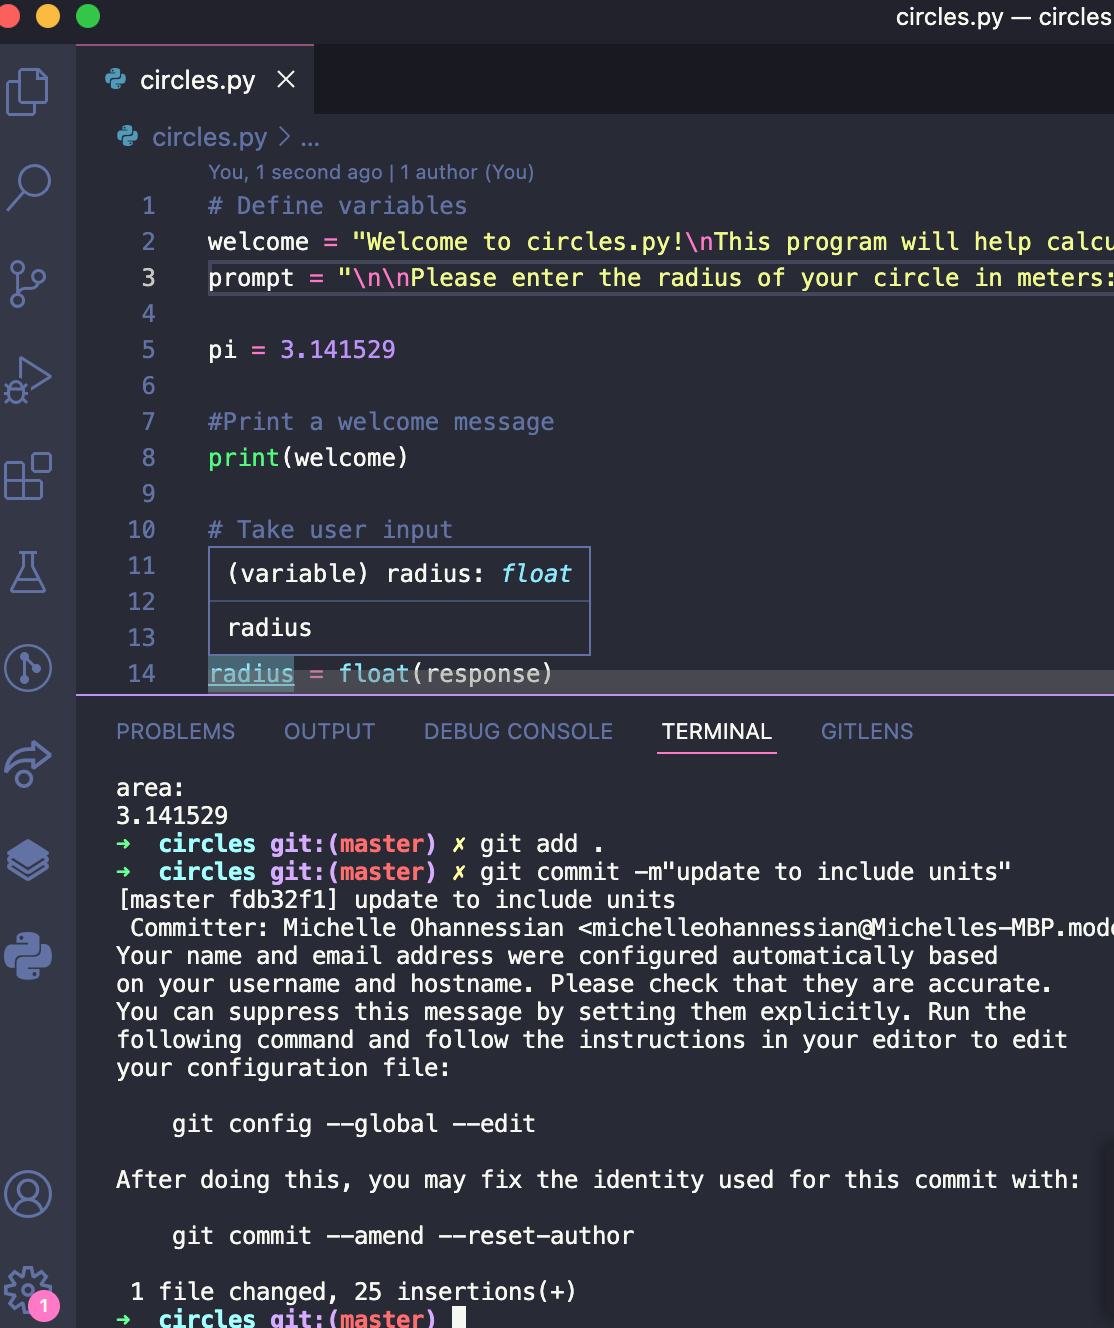 circles.py — circles
circles.py
circles.py > ...
You, 1 second ago | 1 author (You)
1 # Define variables
2 welcome = "Welcome to circles.py!\nThis program will help calcu
3 prompt = "\n\nPlease enter the radius of your circle in meters:
4
5 pi = 3.141529
6
7 #Print a welcome message
8 print(welcome)
9
10 # Take user input
11 (variable) radius: float
12
13 radius
14 radius = float(response)
PROBLEMS OUTPUT DEBUG CONSOLE TERMINAL GITLENS
area:
3.141529
➜ circles git:(master) ✗ git add .
➜ circles git:(master) ✗ git commit -m"update to include units"
[master fdb32f1] update to include units
Committer: Michelle Ohannessian <michelleohannessian@Michelles-MBP.mode
Your name and email address were configured automatically based
on your username and hostname. Please check that they are accurate.
You can suppress this message by setting them explicitly. Run the
following command and follow the instructions in your editor to edit
your configuration file:
git config --global --edit
After doing this, you may fix the identity used for this commit with:
git commit --amend --reset-author
1 file changed, 25 insertions(+)
➜ circles git:(master)
1